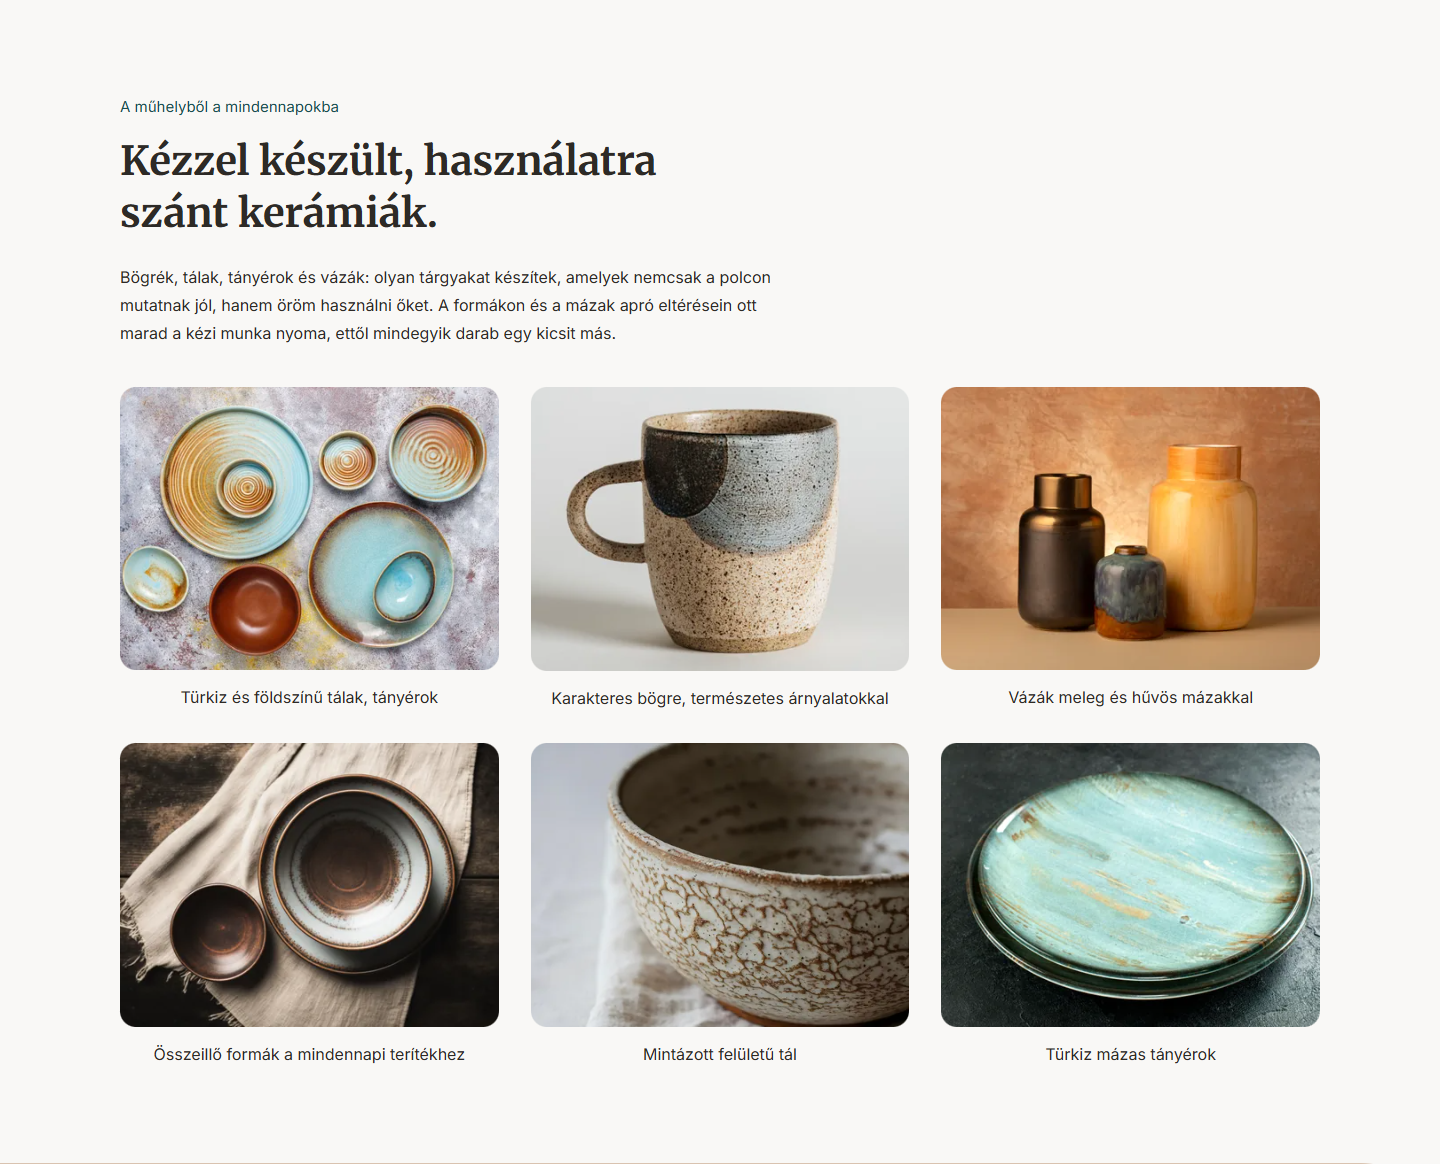 A műhelyből a mindennapokba
Kézzel készült, használatra
szánt kerámiák.
Bögrék, tálak, tányérok és vázák: olyan tárgyakat készítek, amelyek nemcsak a polcon
mutatnak jól, hanem öröm használni őket. A formákon és a mázak apró eltérésein ott
marad a kézi munka nyoma, ettől mindegyik darab egy kicsit más.
Türkiz és földszínű tálak, tányérok
Karakteres bögre, természetes árnyalatokkal
Vázák meleg és hűvös mázakkal
Összeillő formák a mindennapi terítékhez
Mintázott felületű tál
Türkiz mázas tányérok